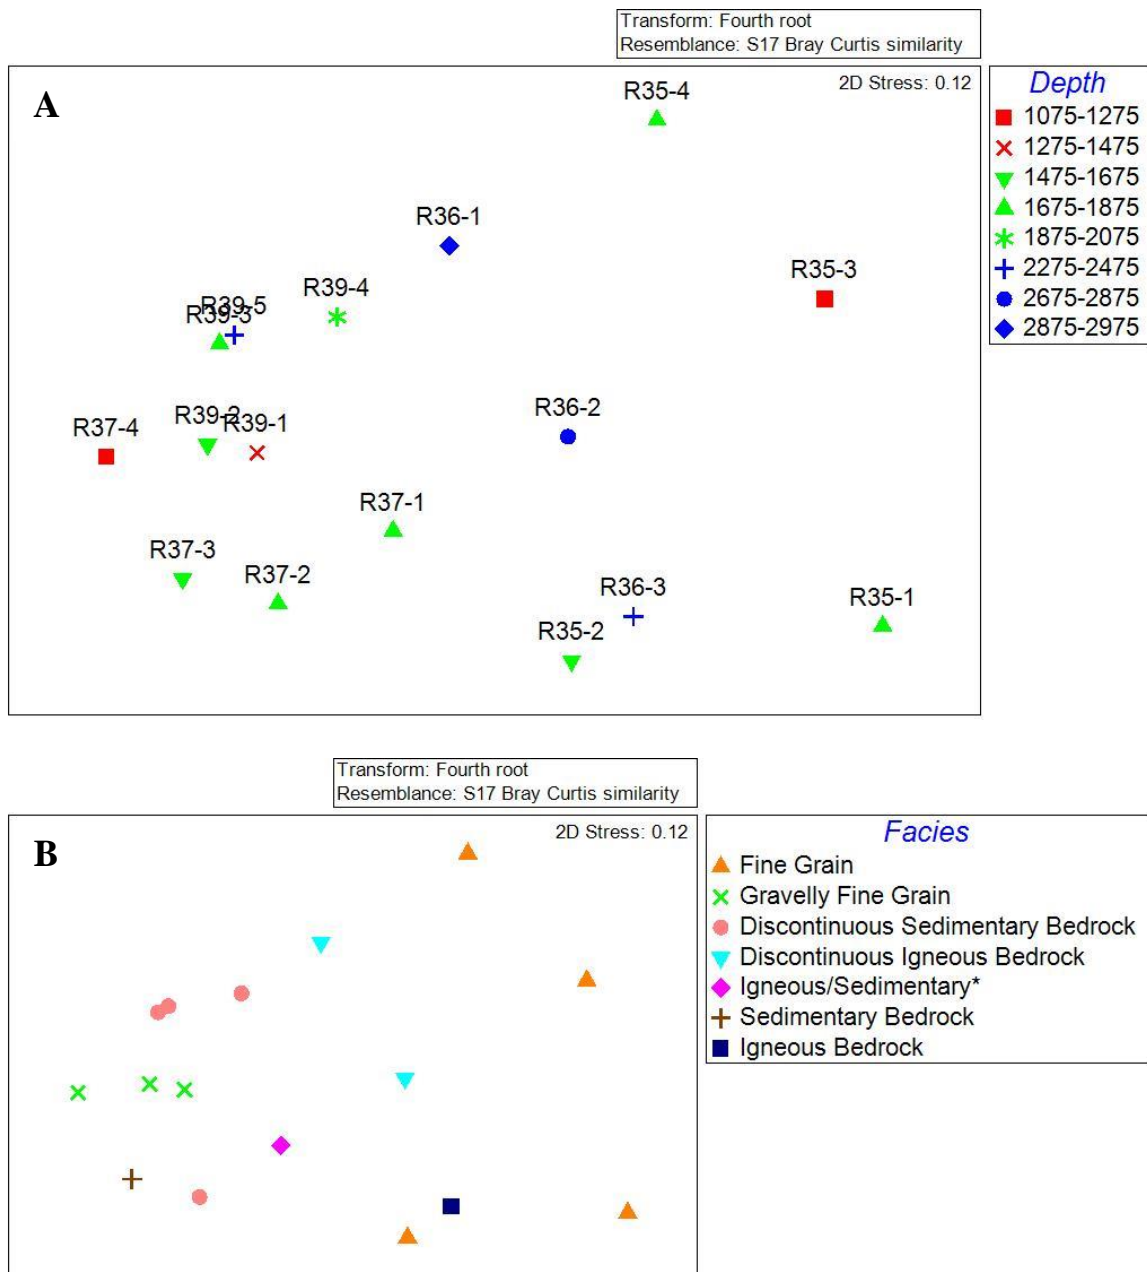 Transform: Fourth root
Resemblance: S17 Bray Curtis similarity
A
2D Stress: 0.12
R35-4
R36-1
R35-3
R39-5
R39-4
R39-3
R36-2
R37-4
R39-2
R39-1
R37-1
R37-3
R37-2
R36-3
R35-1
R35-2
Depth
1075-1275
1275-1475
1475-1675
1675-1875
1875-2075
2275-2475
2675-2875
2875-2975
Transform: Fourth root
Resemblance: S17 Bray Curtis similarity
B
2D Stress: 0.12
Facies
Fine Grain
Gravelly Fine Grain
Discontinuous Sedimentary Bedrock
Discontinuous Igneous Bedrock
Igneous/Sedimentary*
Sedimentary Bedrock
Igneous Bedrock